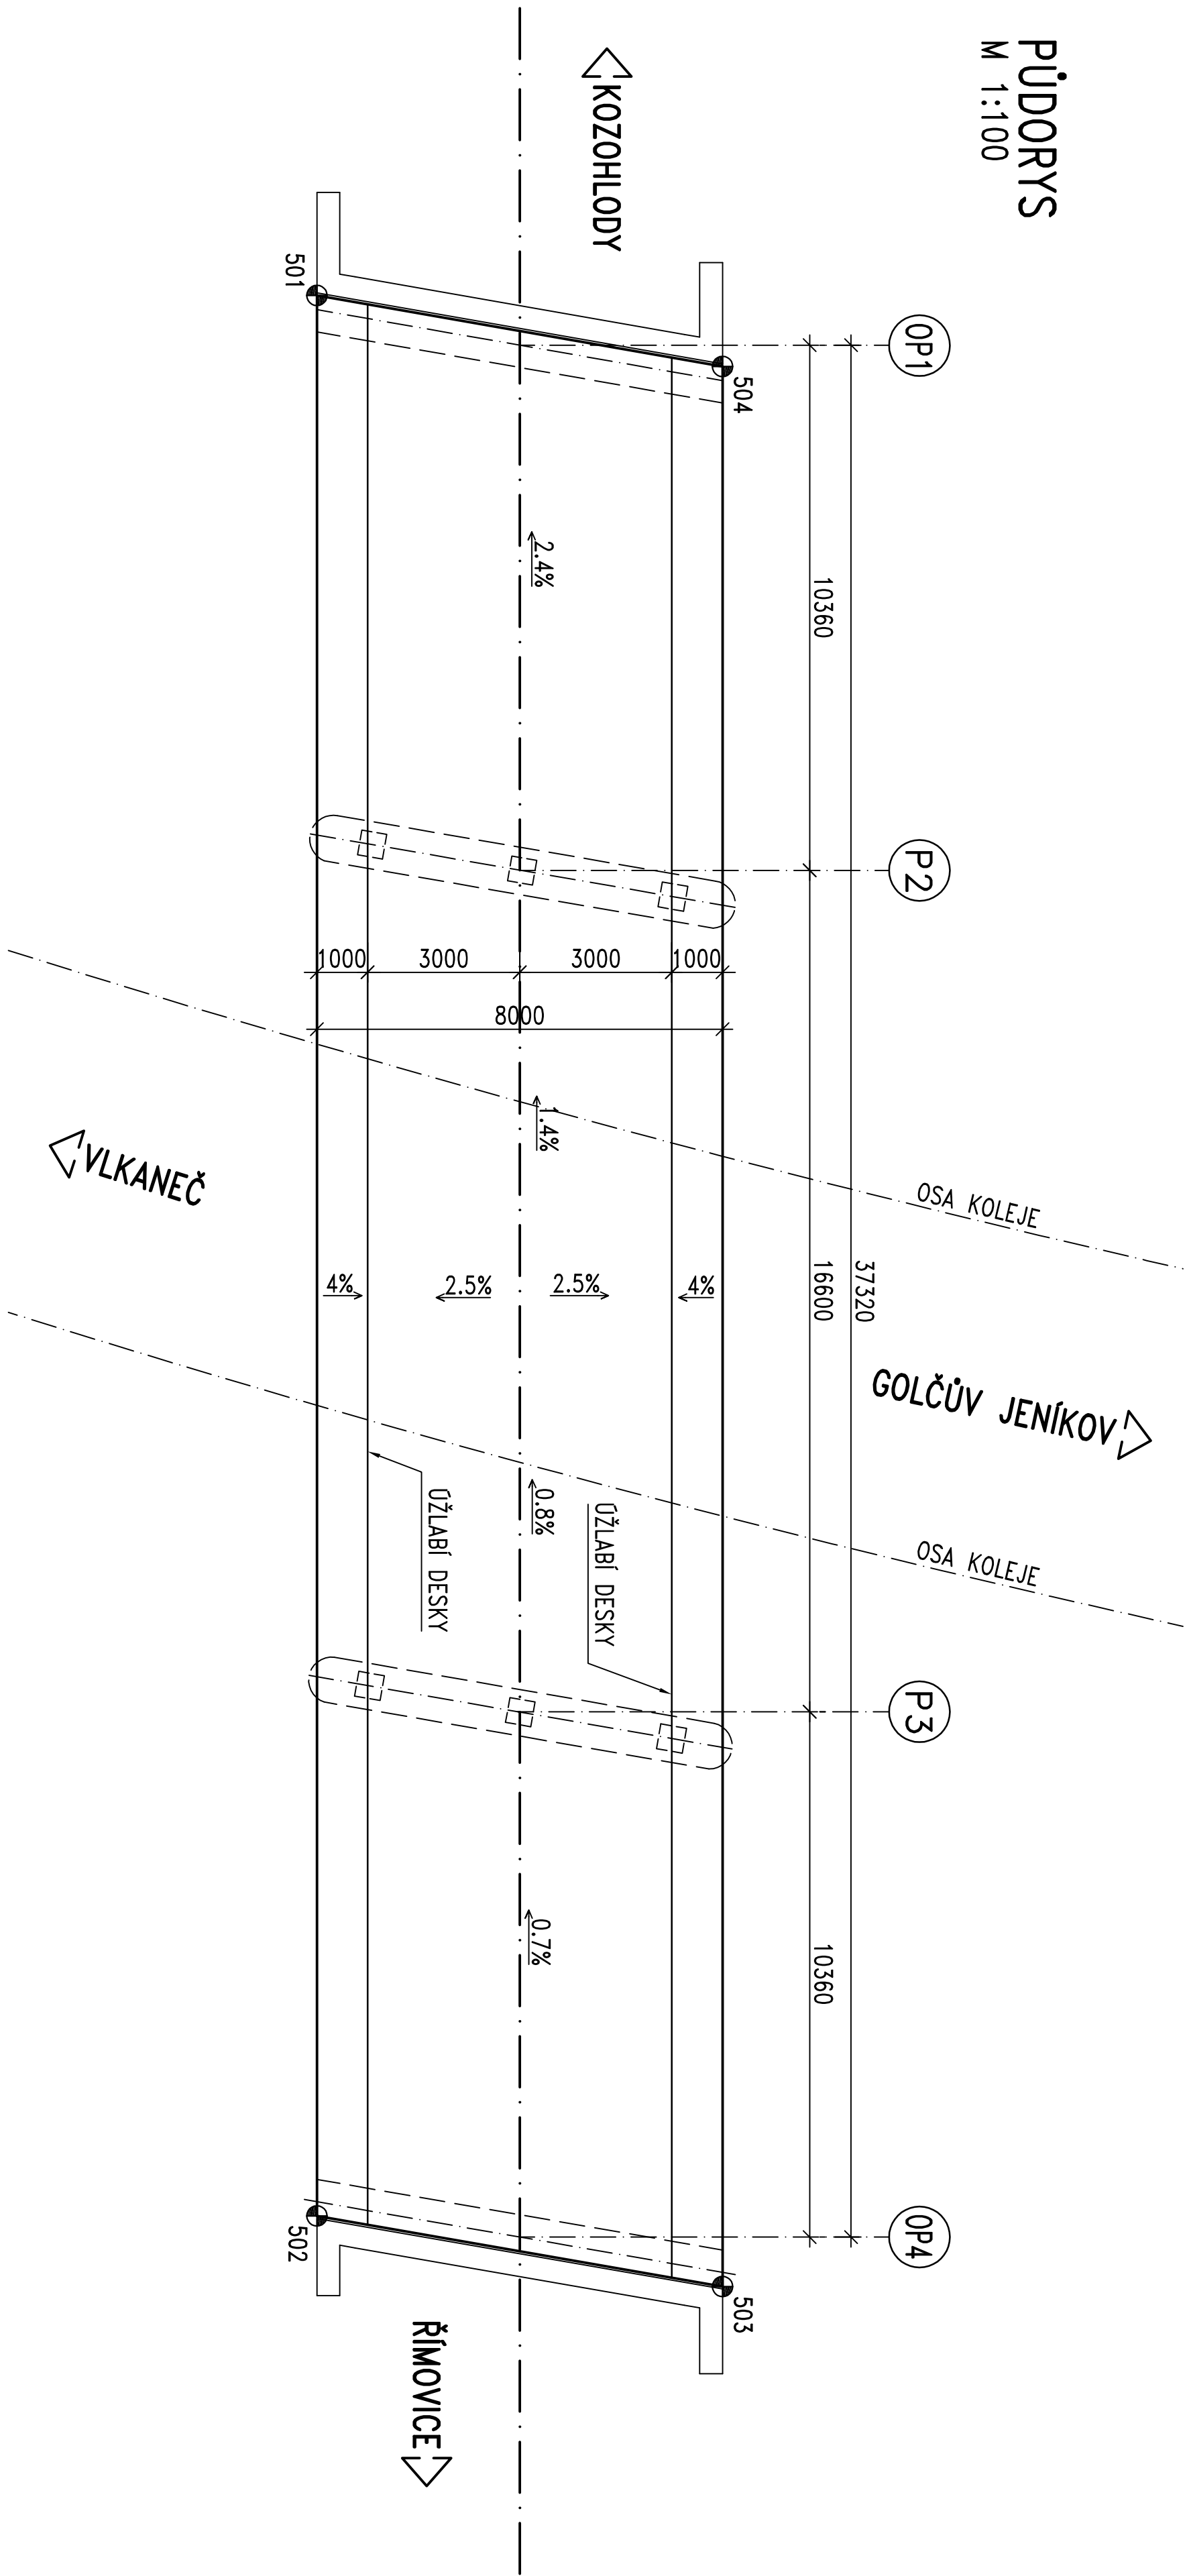 PŮDORYS
M 1:100
KOZOHLODY
OP1
P2
P3
OP4
37320
10360
16600
10360
501
504
502
503
2.4%
1.4%
0.8%
0.7%
1000
3000
3000
1000
8000
4%
2.5%
2.5%
4%
OSA KOLEJE
OSA KOLEJE
VLKANEČ
GOLČŮV JENÍKOV
ÚŽLABÍ DESKY
ÚŽLABÍ DESKY
ŘÍMOVICE